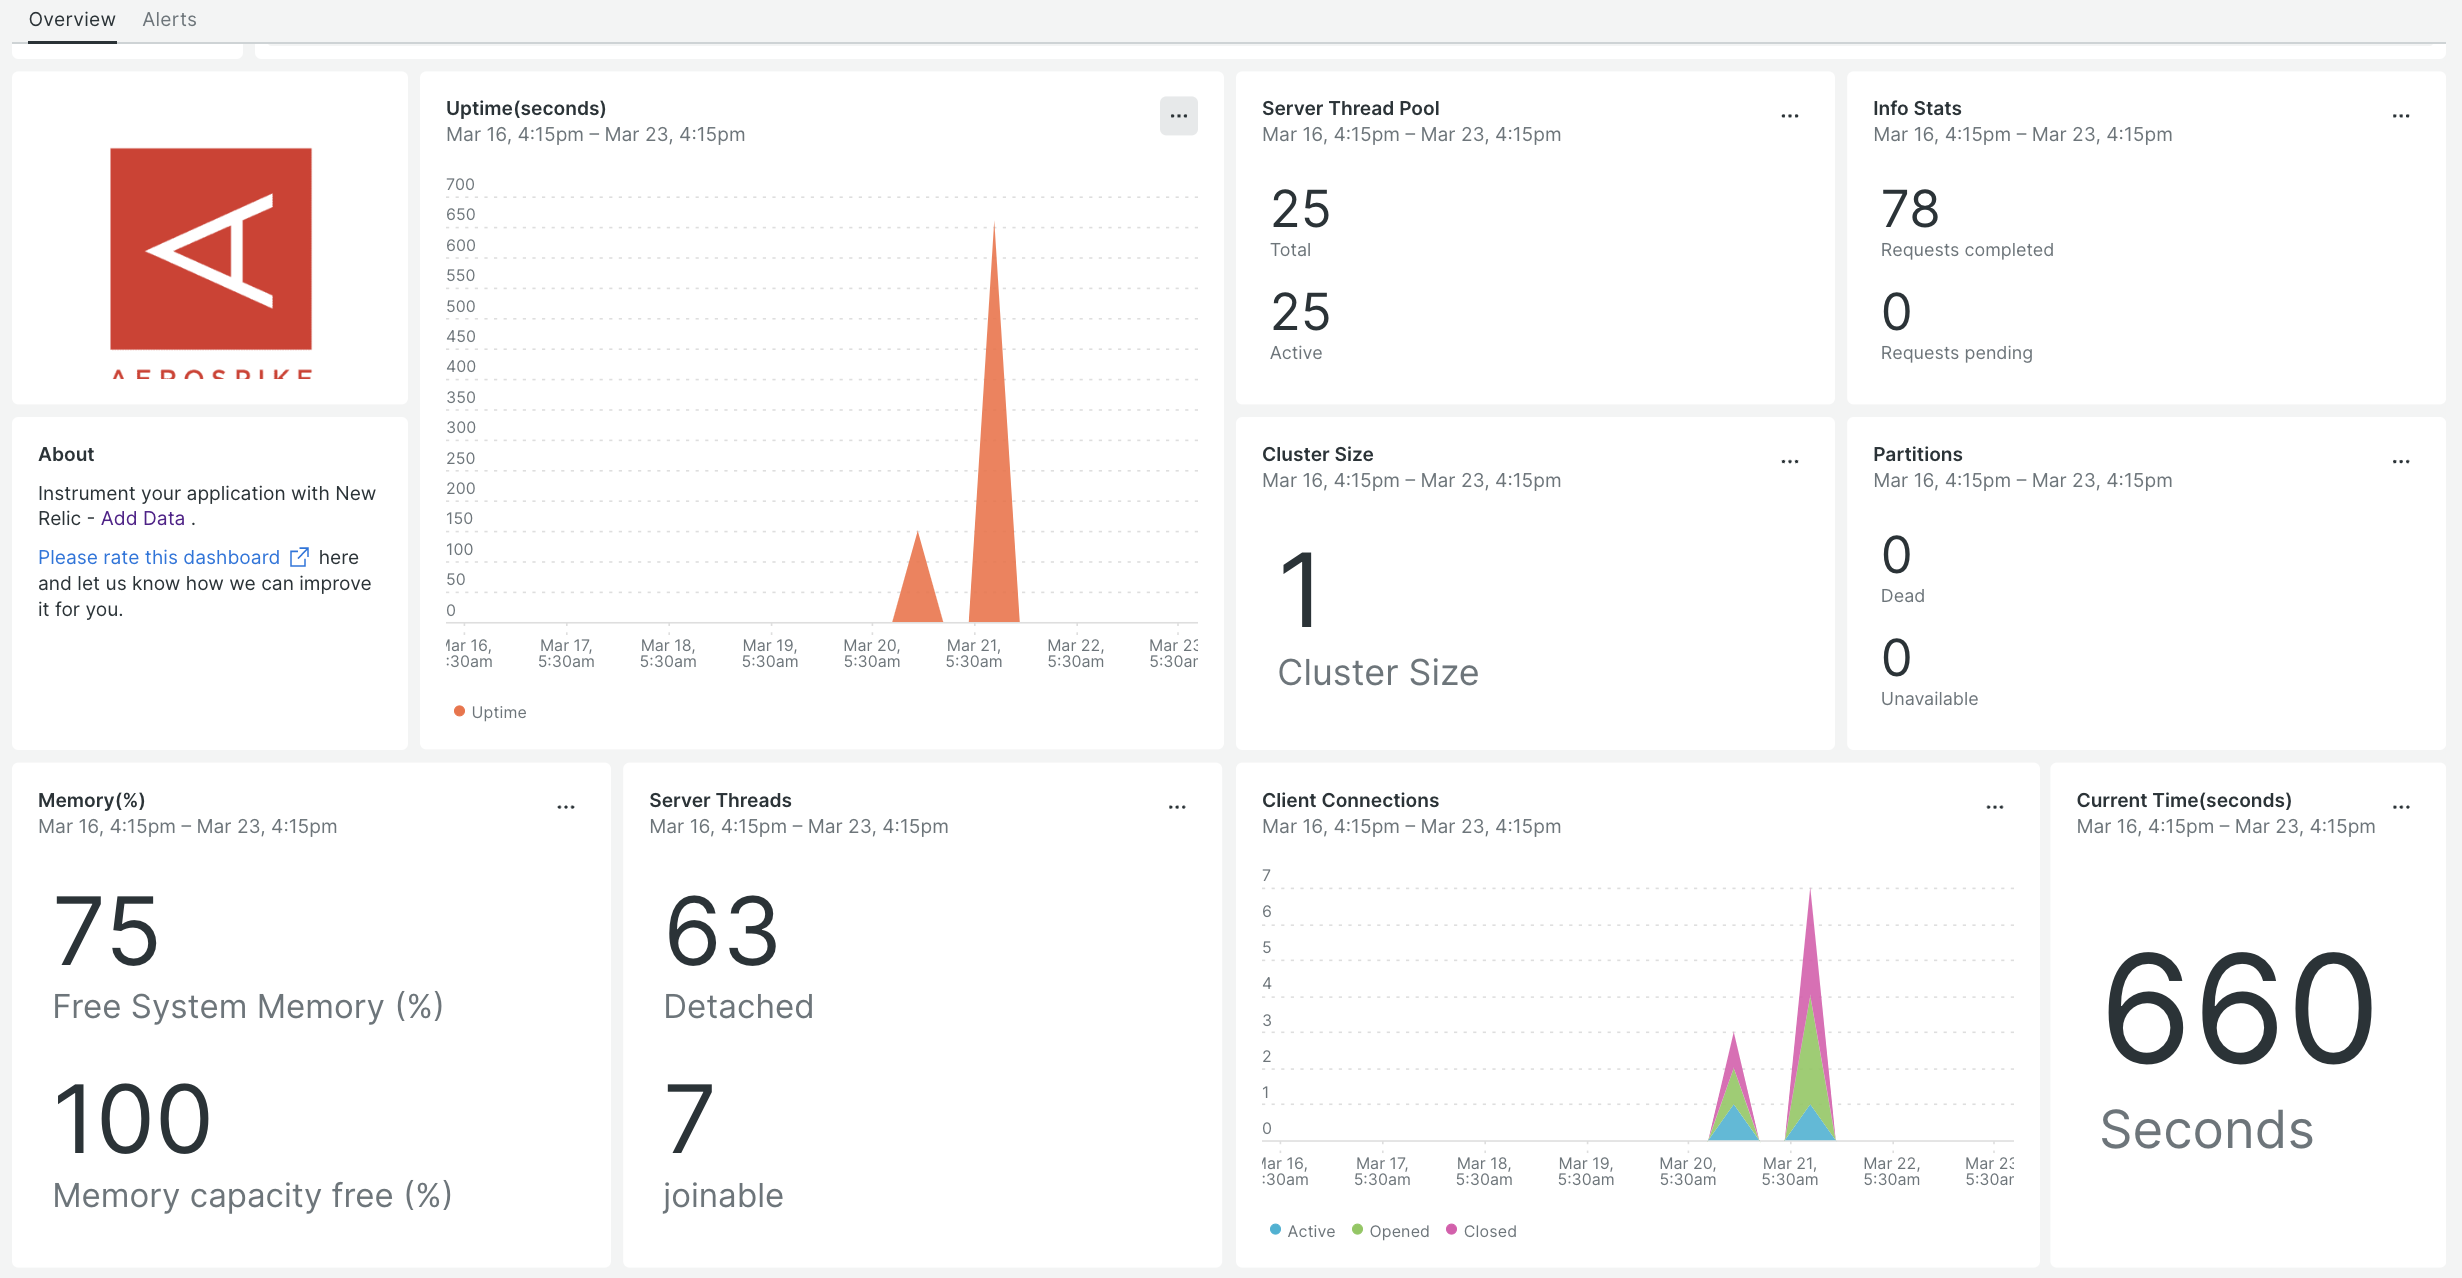 Overview
Alerts
AEROSPIKE
About
Instrument your application with New
Relic - Add Data .
Please rate this dashboard here
and let us know how we can improve
it for you.
Uptime(seconds)
Mar 16, 4:15pm – Mar 23, 4:15pm
...
700
650
600
550
500
450
400
350
300
250
200
150
100
50
0
Mar 16,
:30am
Mar 17,
5:30am
Mar 18,
5:30am
Mar 19,
5:30am
Mar 20,
5:30am
Mar 21,
5:30am
Mar 22,
5:30am
Mar 23
5:30am
Uptime
Server Thread Pool
Mar 16, 4:15pm – Mar 23, 4:15pm
...
25
Total
25
Active
Info Stats
Mar 16, 4:15pm – Mar 23, 4:15pm
...
78
Requests completed
0
Requests pending
Cluster Size
Mar 16, 4:15pm – Mar 23, 4:15pm
...
1
Cluster Size
Partitions
Mar 16, 4:15pm – Mar 23, 4:15pm
...
0
Dead
0
Unavailable
Memory(%)
Mar 16, 4:15pm – Mar 23, 4:15pm
...
75
Free System Memory (%)
100
Memory capacity free (%)
Server Threads
Mar 16, 4:15pm – Mar 23, 4:15pm
...
63
Detached
7
joinable
Client Connections
Mar 16, 4:15pm – Mar 23, 4:15pm
...
7
6
5
4
3
2
1
0
Mar 16,
:30am
Mar 17,
5:30am
Mar 18,
5:30am
Mar 19,
5:30am
Mar 20,
5:30am
Mar 21,
5:30am
Mar 22,
5:30am
Mar 23
5:30am
Active
Opened
Closed
Current Time(seconds)
Mar 16, 4:15pm – Mar 23, 4:15pm
...
660
Seconds